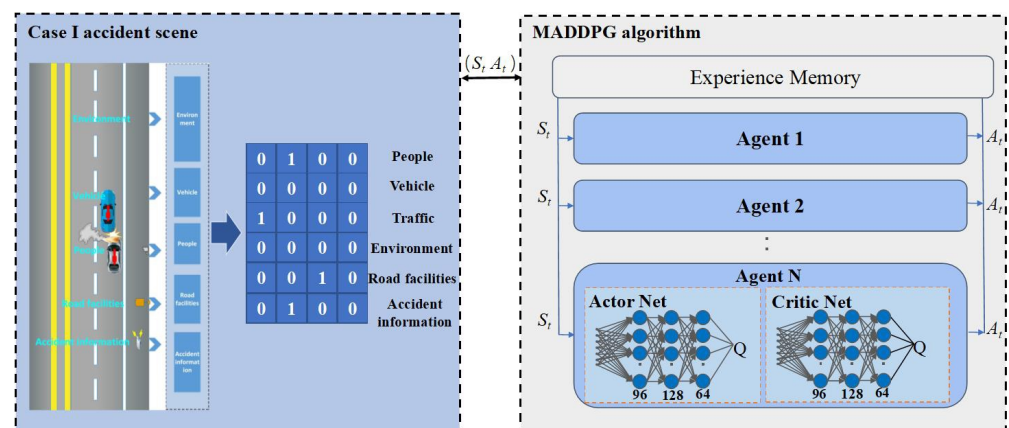 Case I accident scene
Environment
Vehicle
People
Road facilities
Accident information
Environ
ment
Vehicle
People
Road
facilities
Accident
informat
ion
0 1 0 0 People
0 0 0 0 Vehicle
1 0 0 0 Traffic
0 0 0 0 Environment
0 0 1 0 Road facilities
0 1 0 0 Accident
information
(S_t A_t)
MADDPG algorithm
Experience Memory
S_t Agent 1 A_t
S_t Agent 2 A_t
:
Agent N
S_t A_t
Actor Net
Q
96 128 64
Critic Net
Q
96 128 64